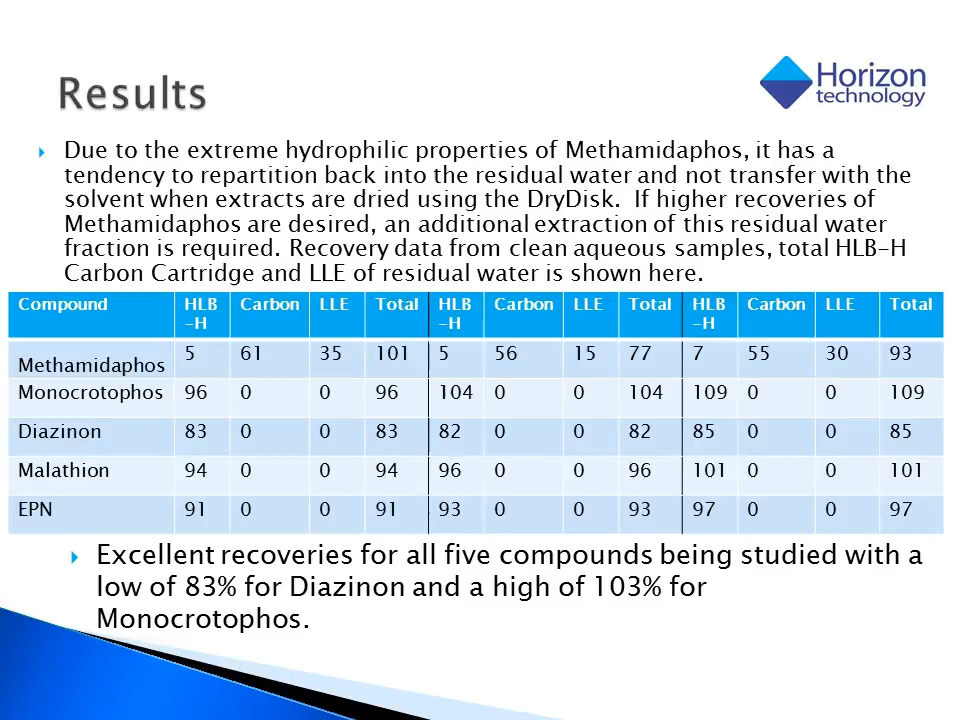 Results
Horizon
technology
Due to the extreme hydrophilic properties of Methamidaphos, it has a
tendency to repartition back into the residual water and not transfer with the
solvent when extracts are dried using the DryDisk. If higher recoveries of
Methamidaphos are desired, an additional extraction of this residual water
fraction is required. Recovery data from clean aqueous samples, total HLB-H
Carbon Cartridge and LLE of residual water is shown here.
Compound HLB-H Carbon LLE Total HLB-H Carbon LLE Total HLB-H Carbon LLE Total
Methamidaphos 5 61 35 101 5 56 15 77 7 55 30 93
Monocrotophos 96 0 0 96 104 0 0 104 109 0 0 109
Diazinon 83 0 0 83 82 0 0 82 85 0 0 85
Malathion 94 0 0 94 96 0 0 96 101 0 0 101
EPN 91 0 0 91 93 0 0 93 97 0 0 97
Excellent recoveries for all five compounds being studied with a
low of 83% for Diazinon and a high of 103% for
Monocrotophos.